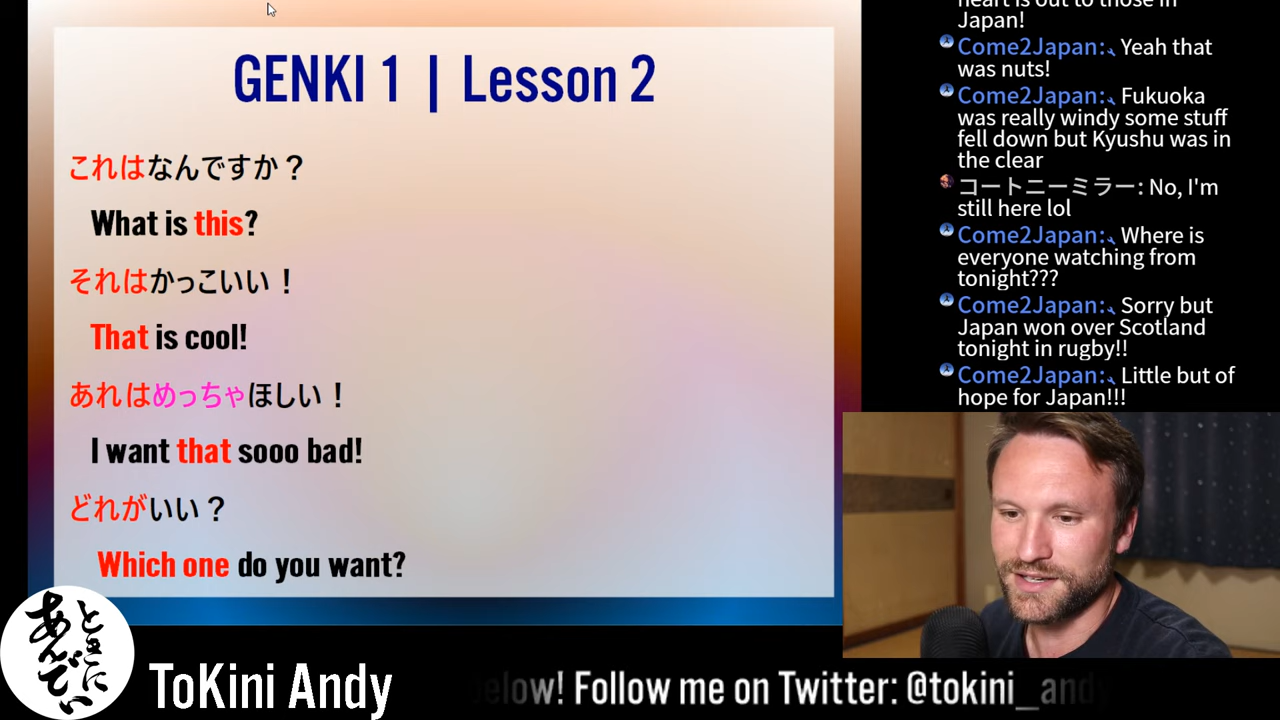 GENKI 1 | Lesson 2
これはなんですか？
What is this?
それはかっこいい！
That is cool!
あれはめっちゃほしい！
I want that sooo bad!
どれがいい？
Which one do you want?
heart is out to those in
Japan!
Come2Japan: Yeah that
was nuts!
Come2Japan: Fukuoka
was really windy some stuff
fell down but Kyushu was in
the clear
コートニーミラー: No, I'm
still here lol
Come2Japan: Where is
everyone watching from
tonight???
Come2Japan: Sorry but
Japan won over Scotland
tonight in rugby!!
Come2Japan: Little but of
hope for Japan!!!
ときに
あんでぃ
ToKini Andy
below! Follow me on Twitter: @tokini_andy